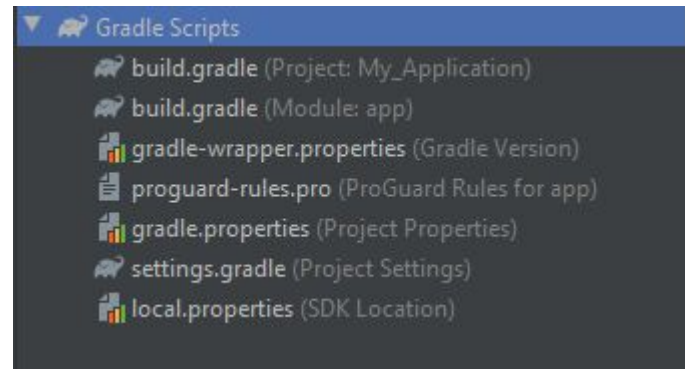 Gradle Scripts
build.gradle (Project: My_Application)
build.gradle (Module: app)
gradle-wrapper.properties (Gradle Version)
proguard-rules.pro (ProGuard Rules for app)
gradle.properties (Project Properties)
settings.gradle (Project Settings)
local.properties (SDK Location)